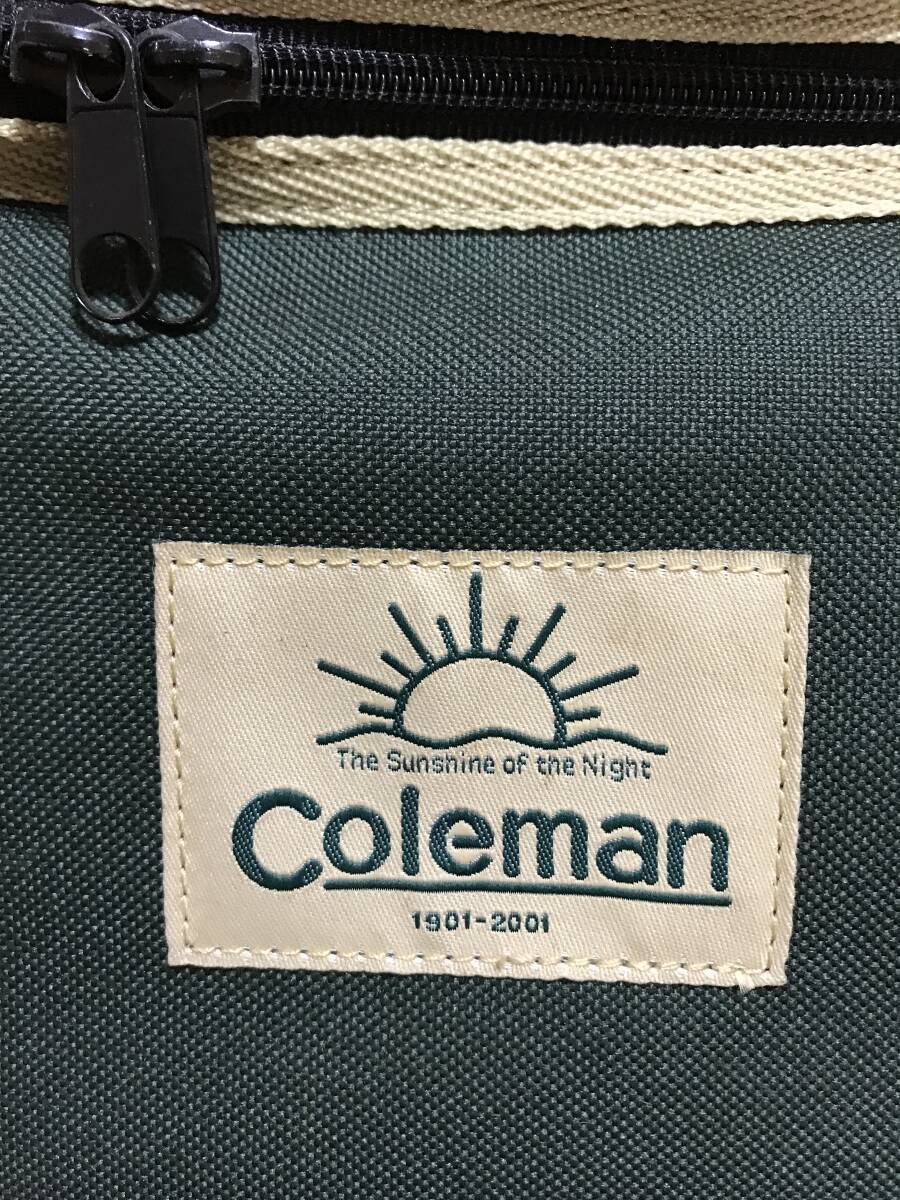 The Sunshine of the Night
Coleman
1901-2001